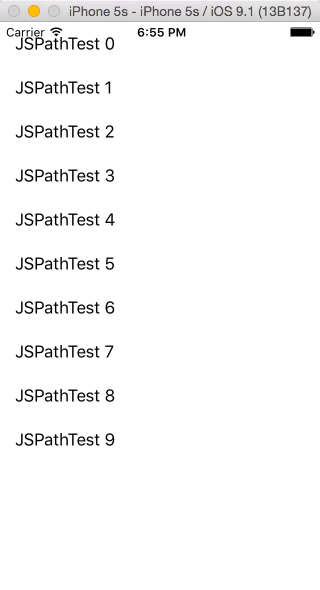 iPhone 5s - iPhone 5s / iOS 9.1 (13B137)
Carrier 6:55 PM
JSPathTest 0
JSPathTest 1
JSPathTest 2
JSPathTest 3
JSPathTest 4
JSPathTest 5
JSPathTest 6
JSPathTest 7
JSPathTest 8
JSPathTest 9